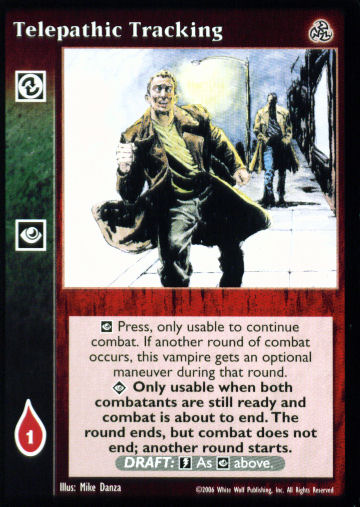 Telepathic Tracking
Press, only usable to continue
combat. If another round of combat
occurs, this vampire gets an optional
maneuver during that round.
Only usable when both
combatants are still ready and
combat is about to end. The
round ends, but combat does not
end; another round starts.
DRAFT: As above.
1
Illus: Mike Danza
©2006 White Wolf Publishing, Inc. All Rights Reserved